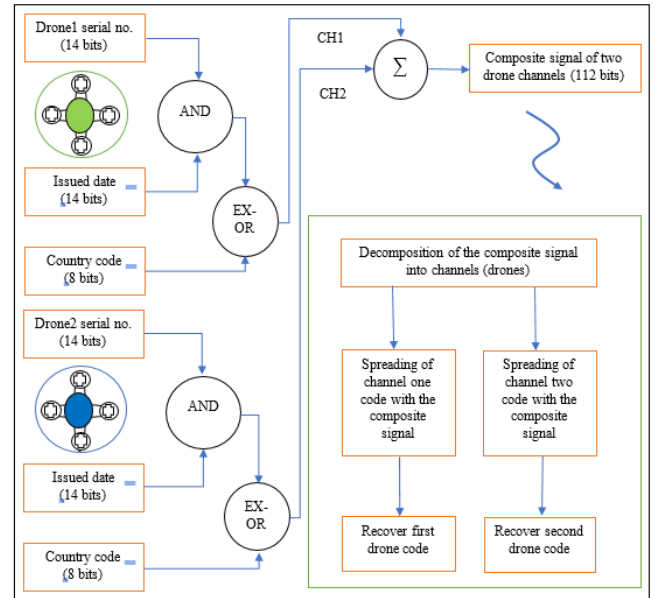 Drone1 serial no.
(14 bits)
AND
Issued date
(14 bits)
EX-
OR
Country code
(8 bits)
Drone2 serial no.
(14 bits)
AND
Issued date
(14 bits)
EX-
OR
Country code
(8 bits)
CH1
CH2
Σ
Composite signal of two
drone channels (112 bits)
Decomposition of the composite signal
into channels (drones)
Spreading of
channel one
code with the
composite
signal
Spreading of
channel two
code with the
composite
signal
Recover first
drone code
Recover second
drone code